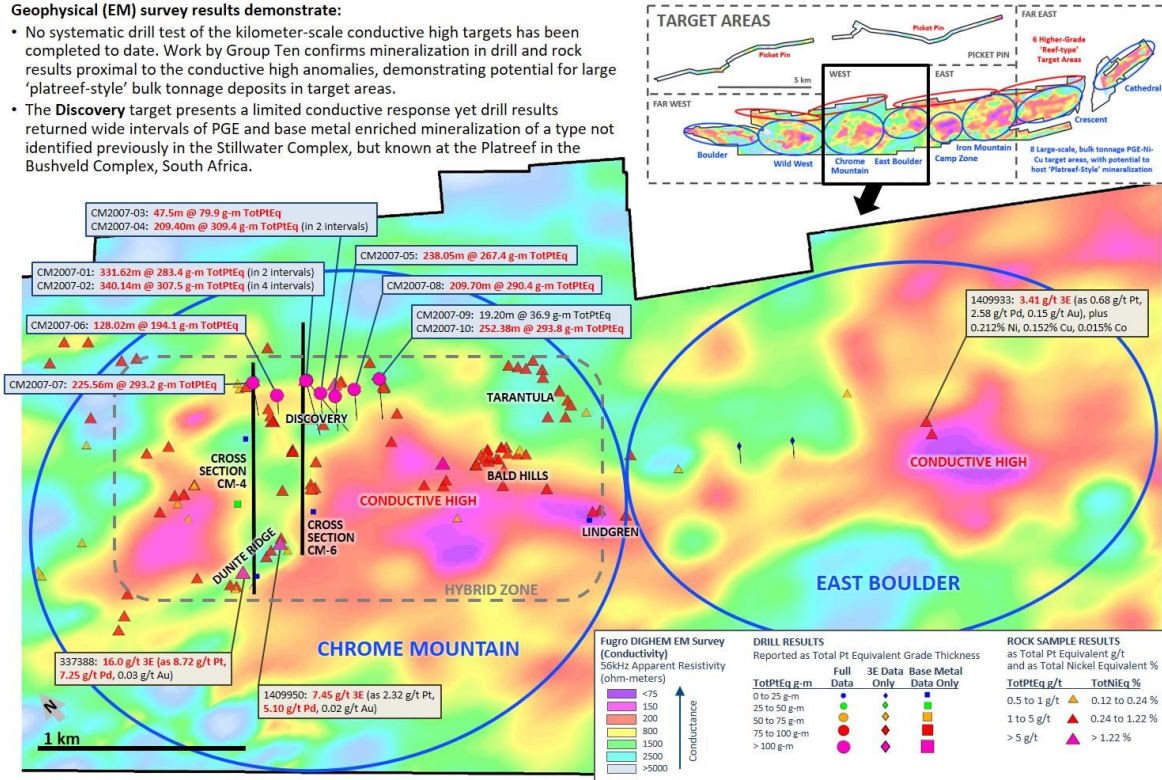 Geophysical (EM) survey results demonstrate:
• No systematic drill test of the kilometer-scale conductive high targets has been
completed to date. Work by Group Ten confirms mineralization in drill and rock
results proximal to the conductive high anomalies, demonstrating potential for large
‘platreef-style’ bulk tonnage deposits in target areas.
• The Discovery target presents a limited conductive response yet drill results
returned wide intervals of PGE and base metal enriched mineralization of a type not
identified previously in the Stillwater Complex, but known at the Platreef in the
Bushveld Complex, South Africa.
TARGET AREAS
Picket Pin
Picket Pin
PICKET PIN
5 km
FAR WEST
WEST
EAST
FAR EAST
6 Higher-Grade
‘Reef-type’
Target Areas
Cathedral
Crescent
Boulder
Wild West
Chrome
Mountain
East Boulder
Camp Zone
Iron Mountain
8 Large-scale, bulk tonnage PGE-Ni-
Cu target areas, with potential to
host ‘Platreef-Style’ mineralization
CM2007-03: 47.5m @ 79.9 g-m TotPtEq
CM2007-04: 209.40m @ 309.4 g-m TotPtEq (in 2 intervals)
CM2007-05: 238.05m @ 267.4 g-m TotPtEq
CM2007-01: 331.62m @ 283.4 g-m TotPtEq (in 2 intervals)
CM2007-02: 340.14m @ 307.5 g-m TotPtEq (in 4 intervals)
CM2007-08: 209.70m @ 290.4 g-m TotPtEq
CM2007-06: 128.02m @ 194.1 g-m TotPtEq
CM2007-09: 19.20m @ 36.9 g-m TotPtEq
CM2007-10: 252.38m @ 293.8 g-m TotPtEq
1409933: 3.41 g/t 3E (as 0.68 g/t Pt,
2.58 g/t Pd, 0.15 g/t Au), plus
0.212% Ni, 0.152% Cu, 0.015% Co
CM2007-07: 225.56m @ 293.2 g-m TotPtEq
DISCOVERY
TARANTULA
CROSS
SECTION
CM-4
BALD HILLS
CONDUCTIVE HIGH
CONDUCTIVE HIGH
CROSS
SECTION
CM-6
LINDGREN
DUNITE RIDGE
HYBRID ZONE
EAST BOULDER
CHROME MOUNTAIN
337388: 16.0 g/t 3E (as 8.72 g/t Pt,
7.25 g/t Pd, 0.03 g/t Au)
1409950: 7.45 g/t 3E (as 2.32 g/t Pt,
5.10 g/t Pd, 0.02 g/t Au)
N
1 km
Fugro DIGHEM EM Survey
(Conductivity)
56kHz Apparent Resistivity
(ohm-meters)
<75
150
200
800
1500
2500
>5000
Conductance
DRILL RESULTS
Reported as Total Pt Equivalent Grade Thickness
TotPtEq g-m
Full
Data
3E Data
Only
Base Metal
Data Only
0 to 25 g-m
25 to 50 g-m
50 to 75 g-m
75 to 100 g-m
> 100 g-m
ROCK SAMPLE RESULTS
as Total Pt Equivalent g/t
and as Total Nickel Equivalent %
TotPtEq g/t TotNiEq %
0.5 to 1 g/t 0.12 to 0.24 %
1 to 5 g/t 0.24 to 1.22 %
> 5 g/t > 1.22 %